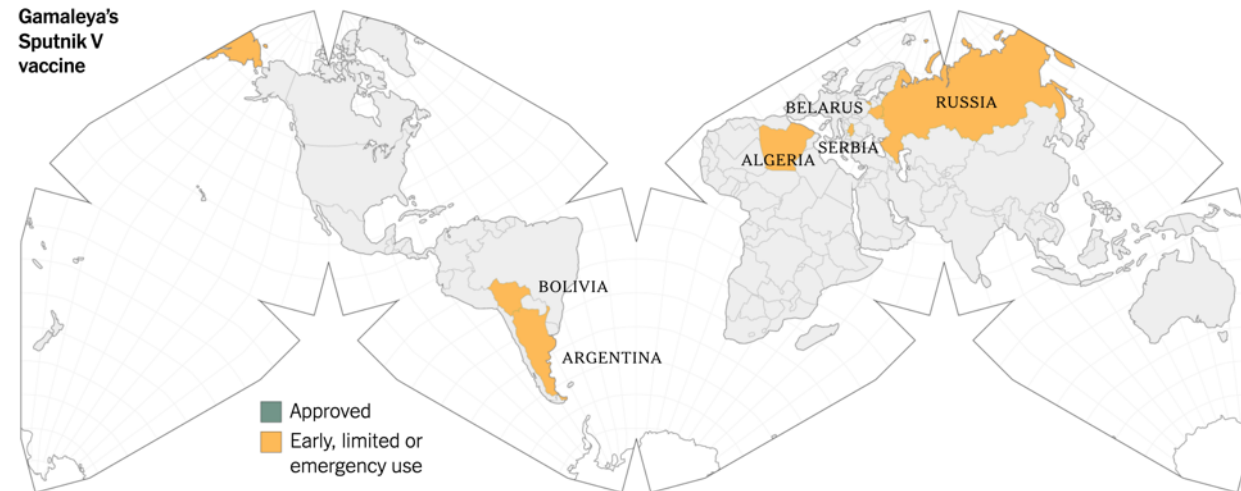 Gamaleya's
Sputnik V
vaccine
BELARUS
RUSSIA
ALGERIA
SERBIA
BOLIVIA
ARGENTINA
Approved
Early, limited or
emergency use